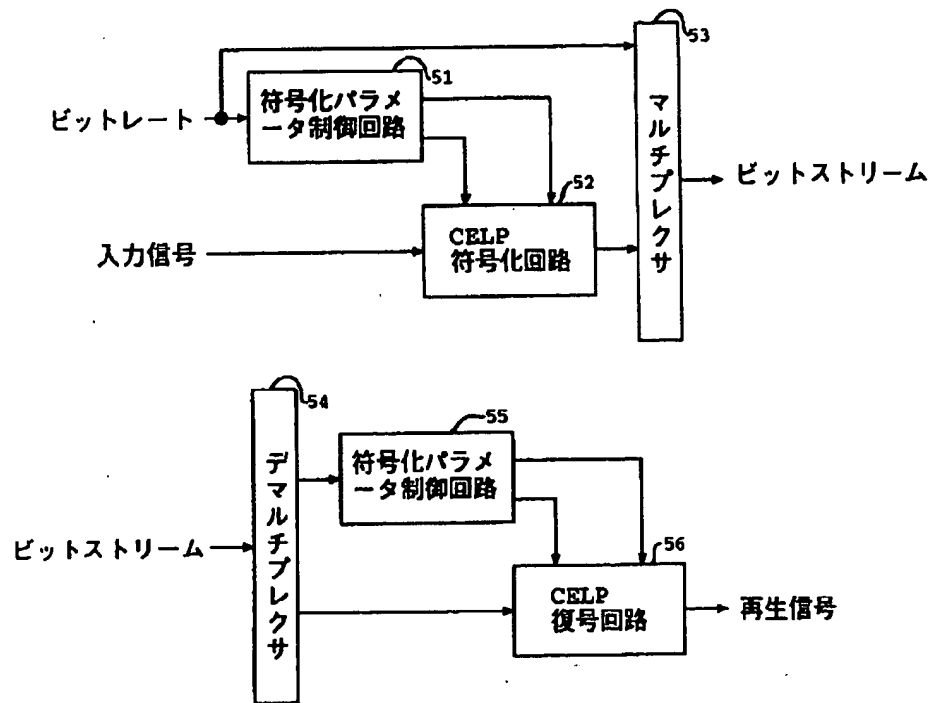 53
51
ビットレート
符号化パラメ
ータ制御回路
マルチプレクサ
ビットストリーム
52
入力信号
CELP
符号化回路
54
55
デマルチプレクサ
符号化パラメ
ータ制御回路
ビットストリーム
56
CELP
復号回路
再生信号